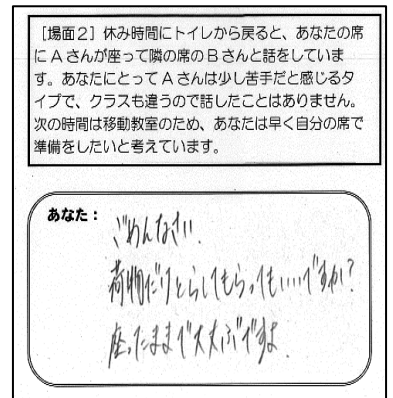 ［場面２］休み時間にトイレから戻ると、あなたの席
にＡさんが座って隣の席のＢさんと話をしていま
す。あなたにとってＡさんは少し苦手だと感じるタ
イプで、クラスも違うので話したことはありません。
次の時間は移動教室のため、あなたは早く自分の席で
準備をしたいと考えています。
あなた：
ごめんなさい.
荷物だけとらしてもらってもいい…ですか?
座ったままで大丈ぶですよ.